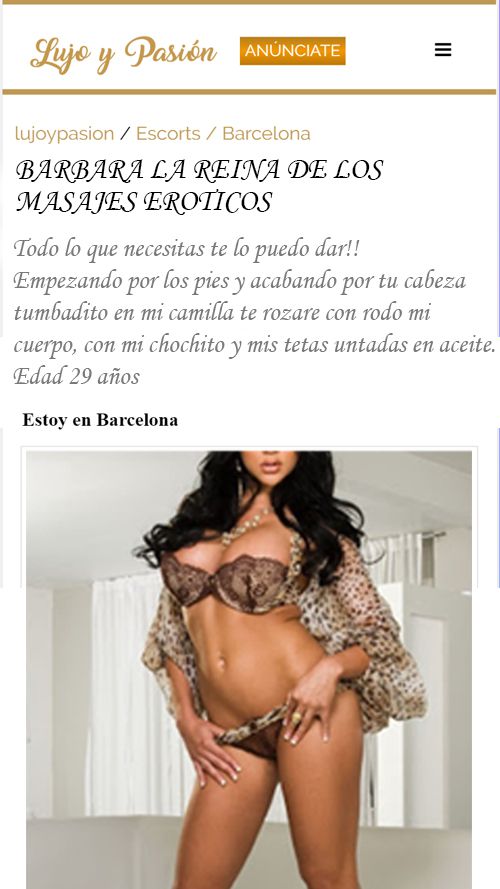 Lujo y Pasión
ANÚNCIATE
lujoypasion / Escorts / Barcelona
BARBARA LA REINA DE LOS
MASAJES EROTICOS
Todo lo que necesitas te lo puedo dar!!
Empezando por los pies y acabando por tu cabeza
tumbadito en mi camilla te rozare con rodo mi
cuerpo, con mi chochito y mis tetas untadas en aceite.
Edad 29 años
Estoy en Barcelona